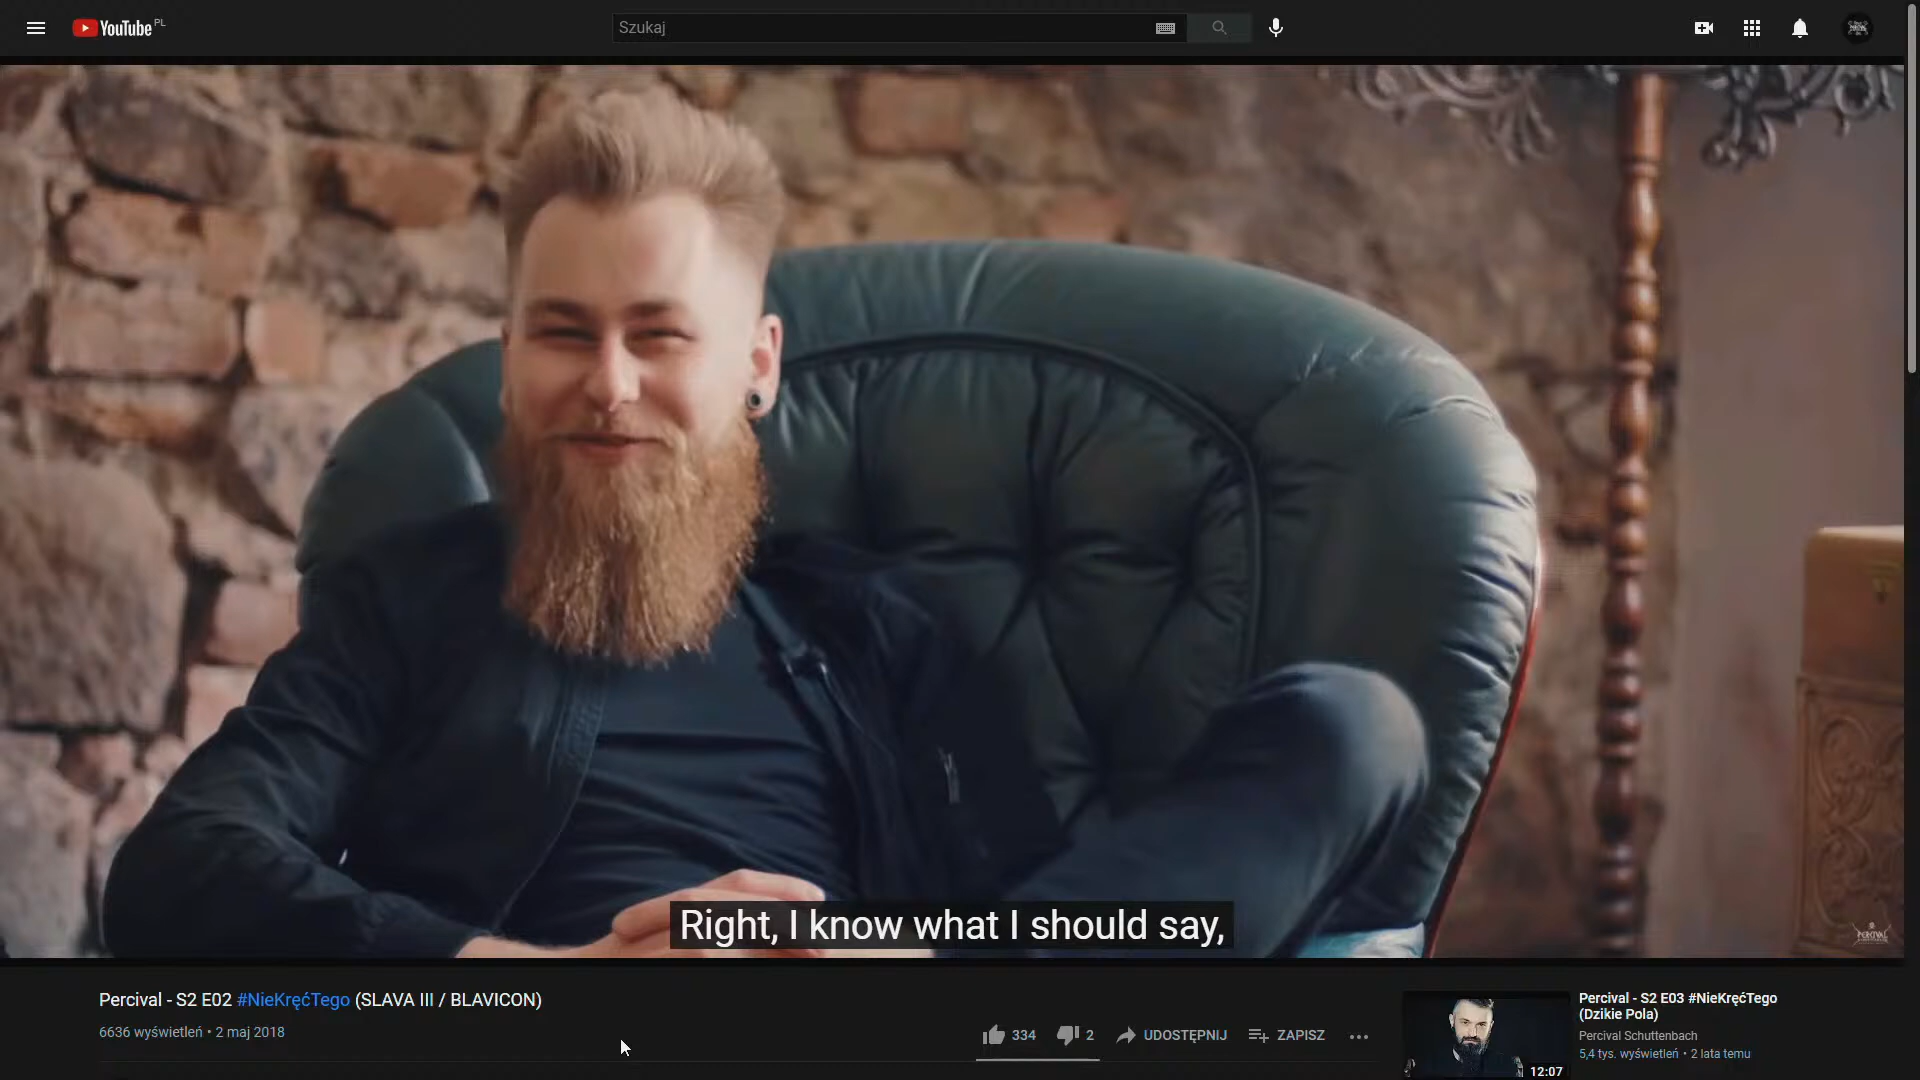 YouTube PL
Szukaj
Right, I know what I should say,
PERCIVAL
Percival - S2 E02 #NieKręćTego (SLAVA III / BLAVICON)
6636 wyświetleń • 2 maj 2018
334
2
UDOSTĘPNIJ
ZAPISZ
12:07
Percival - S2 E03 #NieKręćTego
(Dzikie Pola)
Percival Schuttenbach
5,4 tys. wyświetleń • 2 lata temu